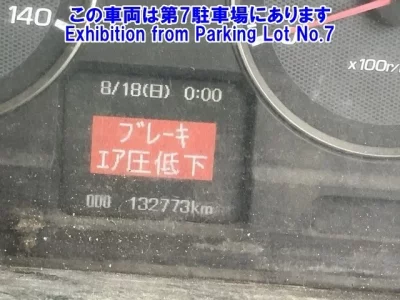 この車両は第7駐車場にあります
Exhibition from Parking Lot No.7
140
x100r/
8/18(日) 0:00
ブレーキ
エア圧低下
ODO 132773km